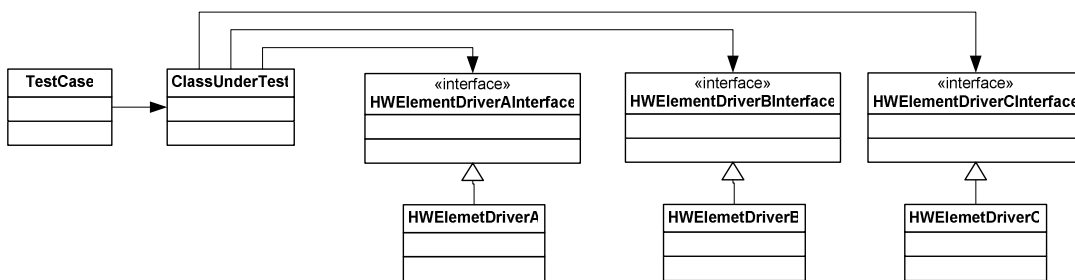 TestCase
ClassUnderTest
«interface»
HWElementDriverAInterface
«interface»
HWElementDriverBInterface
«interface»
HWElementDriverCInterface
HWElemetDriverA
HWElemetDriverB
HWElemetDriverC